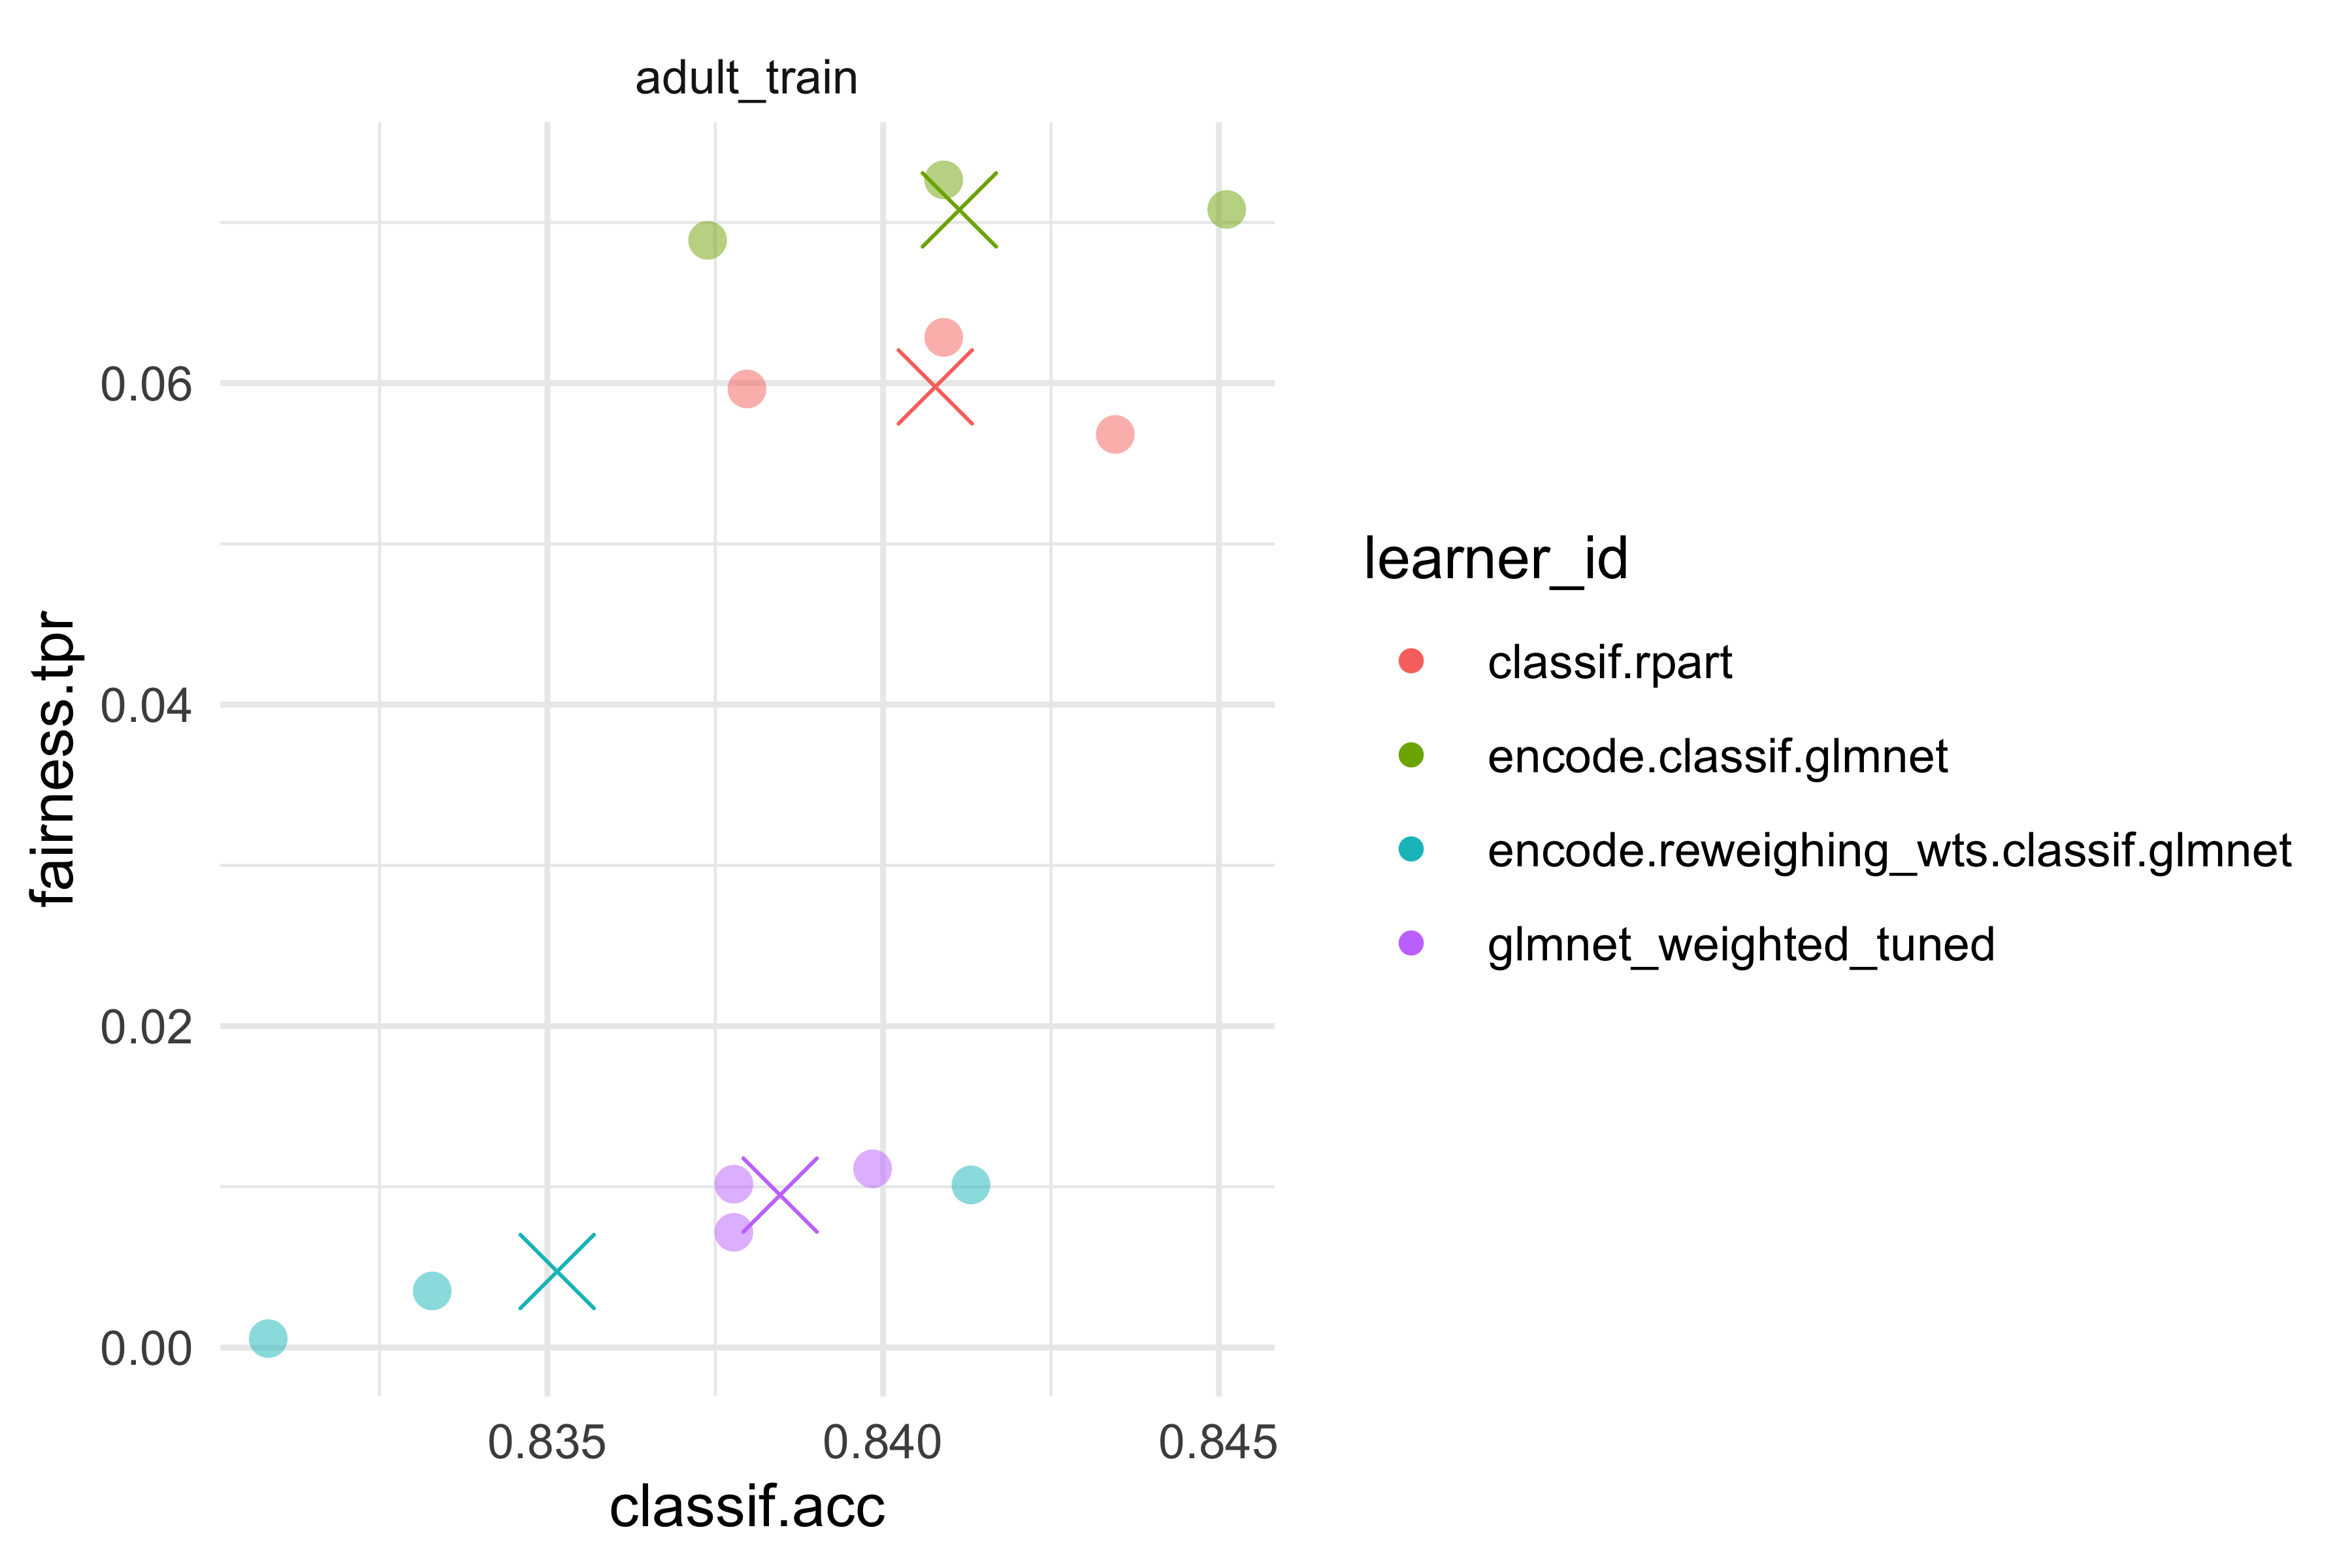 adult_train
fairness.tpr
0.06
0.04
0.02
0.00
0.835
0.840
0.845
classif.acc
learner_id
classif.rpart
encode.classif.glmnet
encode.reweighing_wts.classif.glmnet
glmnet_weighted_tuned